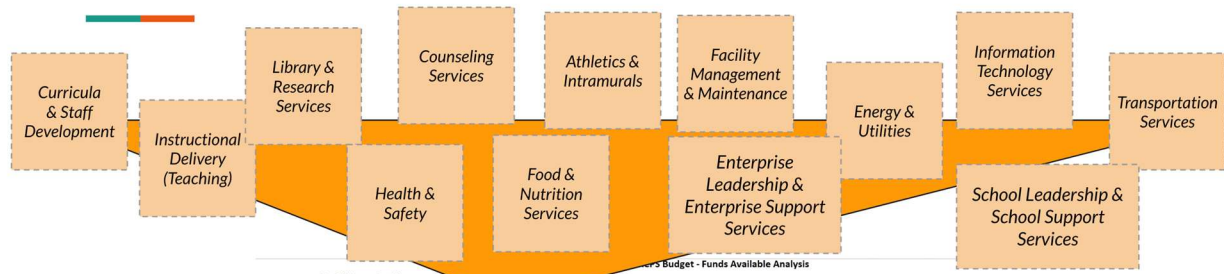 Curricula
& Staff
Development
Instructional
Delivery
(Teaching)
Library &
Research
Services
Health &
Safety
Counseling
Services
Food &
Nutrition
Services
Athletics &
Intramurals
Facility
Management
& Maintenance
Enterprise
Leadership &
Enterprise Support
Services
Energy &
Utilities
Information
Technology
Services
School Leadership &
School Support
Services
Transportation
Services
Budget - Funds Available Analysis